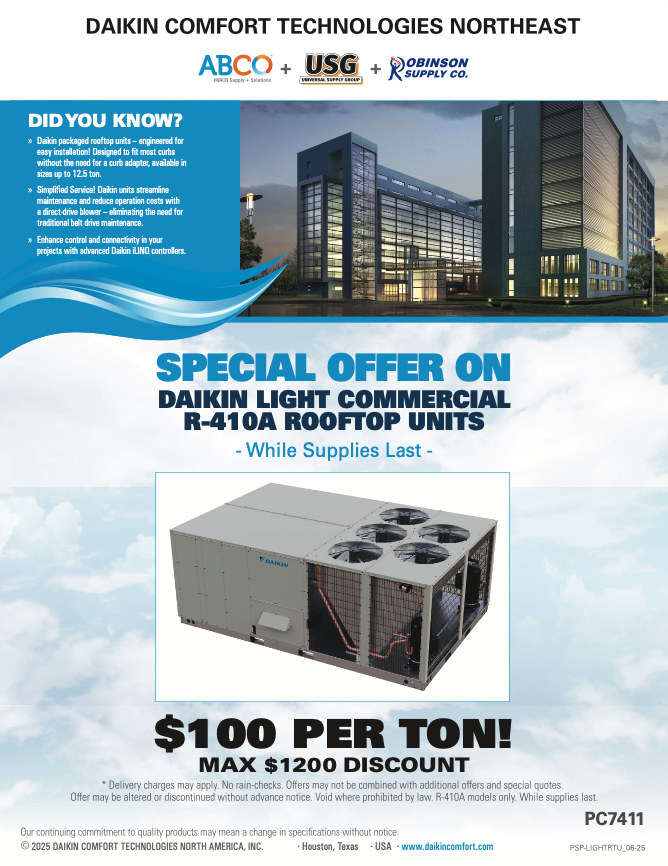 DAIKIN COMFORT TECHNOLOGIES NORTHEAST
ABCO + USG + ROBINSON
HVACR Supply + Solutions UNIVERSAL SUPPLY GROUP SUPPLY CO.
DID YOU KNOW?
» Daikin packaged rooftop units – engineered for
easy installation! Designed to fit most curbs
without the need for a curb adapter, available in
sizes up to 12.5 ton.
» Simplified Service! Daikin units streamline
maintenance and reduce operation costs with
a direct-drive blower – eliminating the need for
traditional belt drive maintenance.
» Enhance control and connectivity in your
projects with advanced Daikin iLINQ controllers.
SPECIAL OFFER ON
DAIKIN LIGHT COMMERCIAL
R-410A ROOFTOP UNITS
- While Supplies Last -
DAIKIN
$100 PER TON!
MAX $1200 DISCOUNT
* Delivery charges may apply. No rain-checks. Offers may not be combined with additional offers and special quotes.
Offer may be altered or discontinued without advance notice. Void where prohibited by law. R-410A models only. While supplies last.
PC7411
Our continuing commitment to quality products may mean a change in specifications without notice.
© 2025 DAIKIN COMFORT TECHNOLOGIES NORTH AMERICA, INC. · Houston, Texas · USA · www.daikincomfort.com PSP-LIGHTRTU_06-25